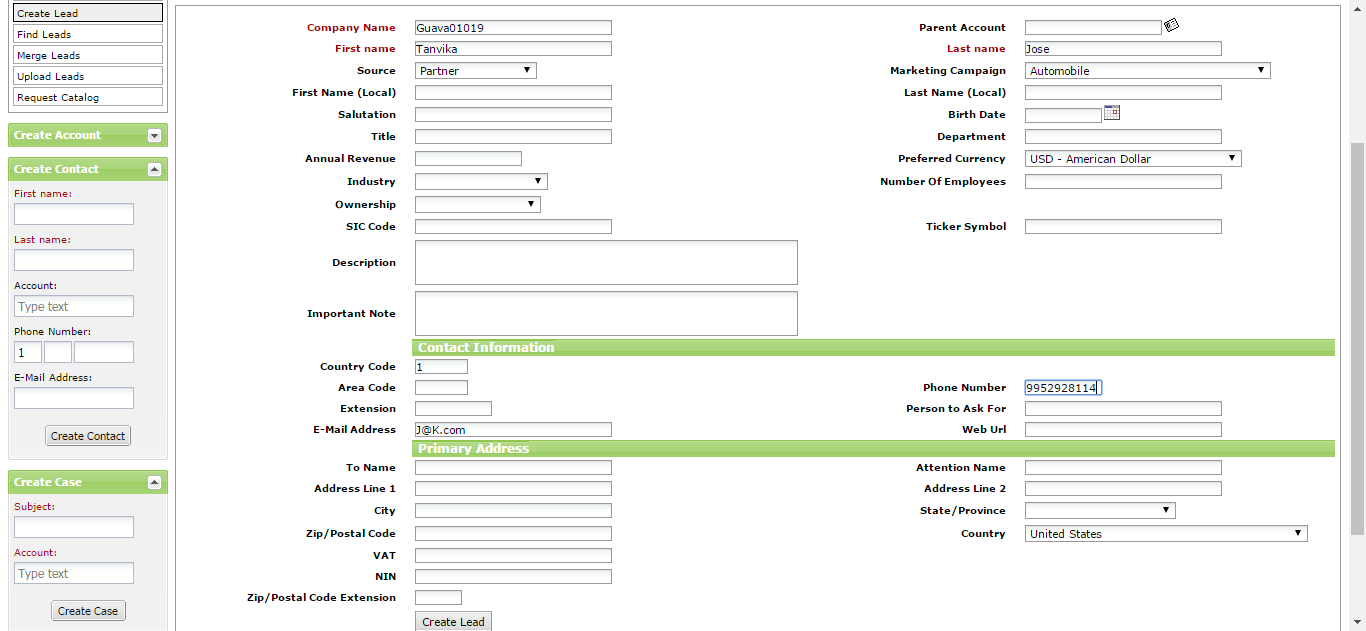 Create Lead
Find Leads
Merge Leads
Upload Leads
Request Catalog
Create Account
Create Contact
First name:
Last name:
Account:
Type text
Phone Number:
1
E-Mail Address:
Create Contact
Create Case
Subject:
Account:
Type text
Create Case
Company Name Guava01019 Parent Account
First name Tanvika Last name Jose
Source Partner Marketing Campaign Automobile
First Name (Local) Last Name (Local)
Salutation Birth Date
Title Department
Annual Revenue Preferred Currency USD - American Dollar
Industry Number Of Employees
Ownership
SIC Code Ticker Symbol
Description
Important Note
Contact Information
Country Code 1
Area Code Phone Number 9952928114
Extension Person to Ask For
E-Mail Address J@K.com Web Url
Primary Address
To Name Attention Name
Address Line 1 Address Line 2
City State/Province
Zip/Postal Code Country United States
VAT
NIN
Zip/Postal Code Extension
Create Lead